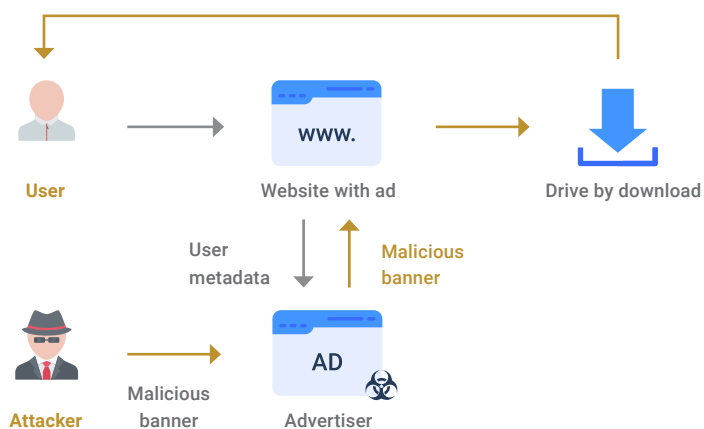 www.
User
Website with ad
Drive by download
User
metadata
Malicious
banner
AD
Malicious
banner
Attacker
Advertiser